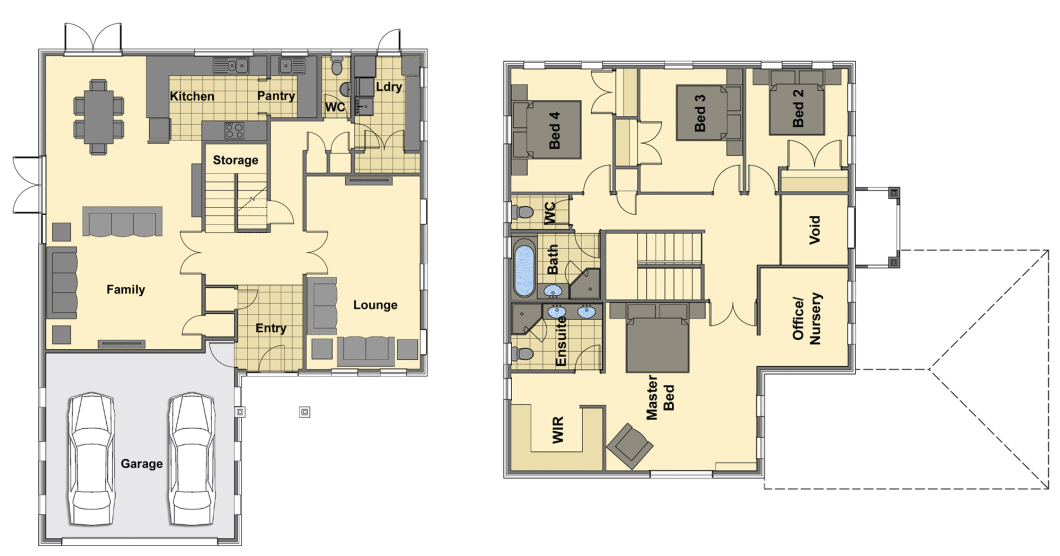 Kitchen
Pantry
WC
Ldry
Storage
Family
Lounge
Entry
Garage
Bed 4
Bed 3
Bed 2
WC
Void
Bath
Ensuite
Office/
Nursery
Master
Bed
WIR